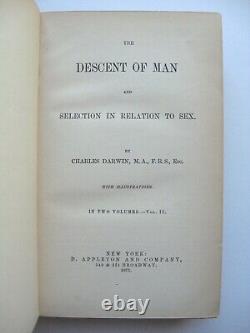 THE
DESCENT OF MAN
AND
SELECTION IN RELATION TO SEX.
BY
CHARLES DARWIN, M.A., F.R.S., &c.
WITH ILLUSTRATIONS.
IN TWO VOLUMES.—VOL. II.
NEW YORK:
D. APPLETON AND COMPANY,
549 & 551 BROADWAY.
1871.
ebay